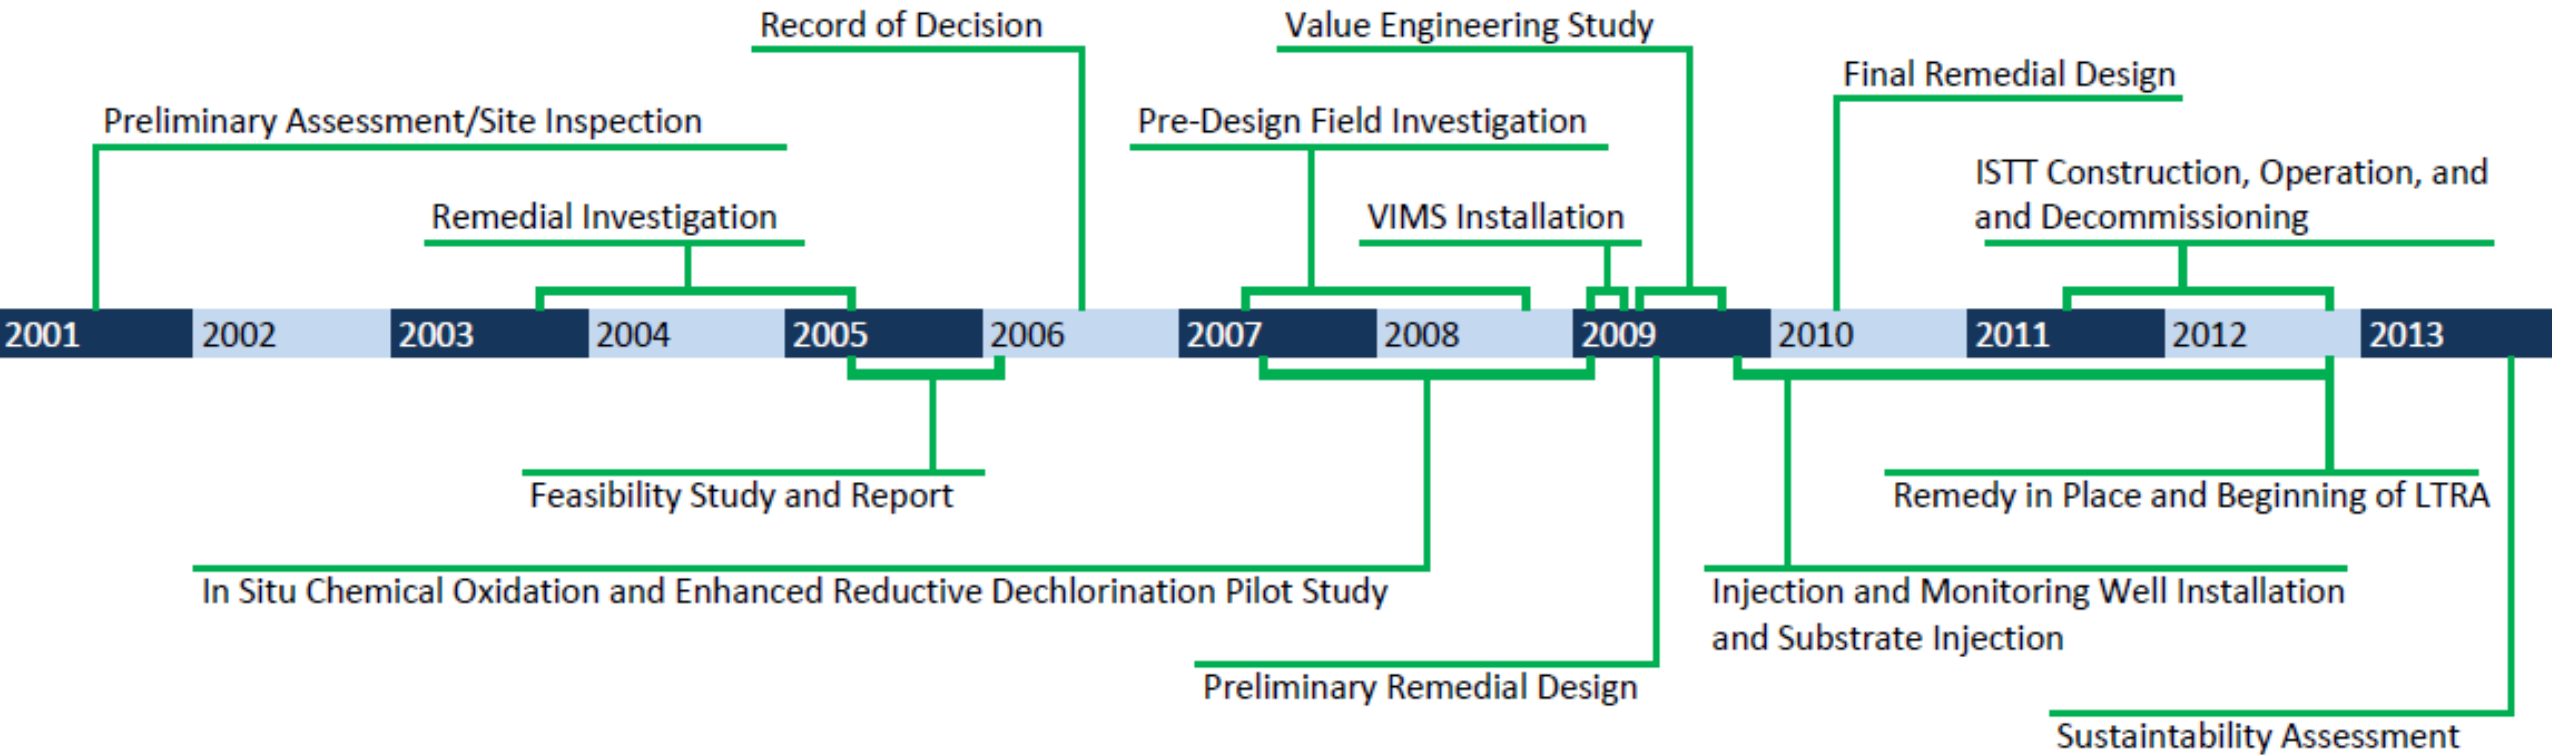 Record of Decision
Value Engineering Study
Final Remedial Design
Preliminary Assessment/Site Inspection
Pre-Design Field Investigation
ISTT Construction, Operation, and
and Decommissioning
Remedial Investigation
VIMS Installation
2001 2002 2003 2004 2005 2006 2007 2008 2009 2010 2011 2012 2013
Feasibility Study and Report
Remedy in Place and Beginning of LTRA
In Situ Chemical Oxidation and Enhanced Reductive Dechlorination Pilot Study
Injection and Monitoring Well Installation
and Substrate Injection
Preliminary Remedial Design
Sustaintability Assessment